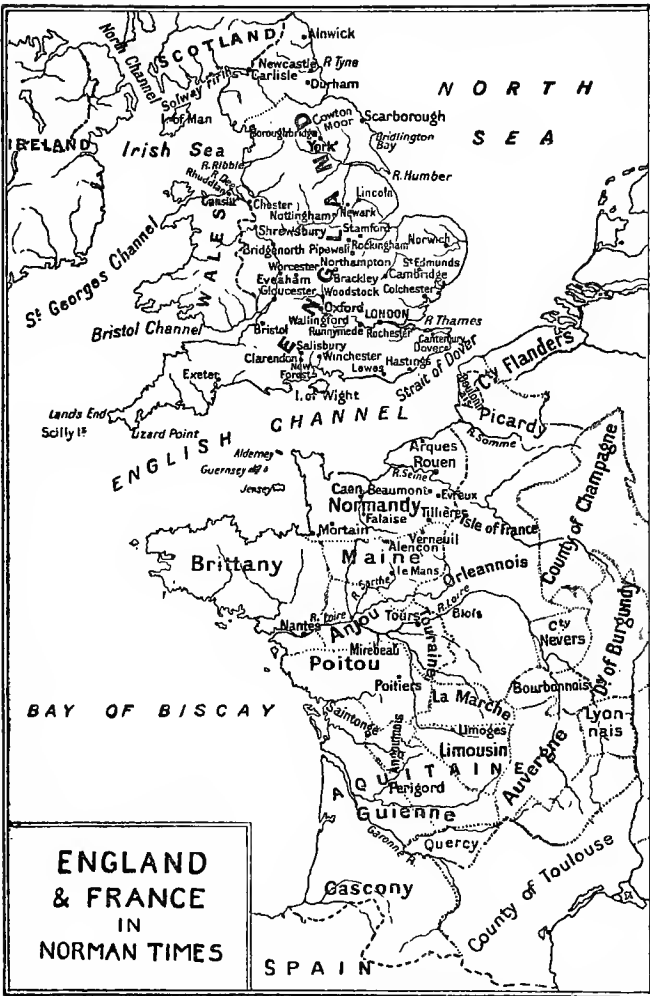 North Channel
SCOTLAND
Alnwick
Newcastle R Tyne
Solway Firth
Carlisle
Durham
NORTH
SEA
I. of Man
Cowton
Moor
Scarborough
Boroughbridge
York
Bridlington
Bay
IRELAND
Irish Sea
R. Ribble
R. Dee
Rhuddlan
R. Humber
ENGLAND
Lincoln
Chester
Nottingham
Newark
St Georges Channel
WALES
Shrewsbury
Stamford
Bridgenorth
Pipewell
Rockingham
Norwich
Worcester
Northampton
St Edmunds
Evesham
Brackley
Cambridge
Gloucester
Woodstock
Colchester
Oxford
Bristol Channel
Bristol
Wallingford
LONDON
R Thames
Runnymede
Rochester
Canterbury
Dover
Salisbury
Clarendon
Winchester
Hastings
Strait of Dover
Cty Flanders
New
Forest
Lewes
Exeter
I. of Wight
Lands End
Scilly Is
Lizard Point
ENGLISH CHANNEL
Picardy
R. Somme
Alderney
Guernsey
Jersey
Arques
Rouen
R. Seine
Caen
Beaumont
Evreux
Normandy
Falaise
Tillières
Isle of France
County of Champagne
Mortain
Verneuil
Brittany
Maine
Alençon
le Mans
R. Sarthe
Orleannois
R. Loire
Nantes
Anjou
Tours
R. Loire
Blois
Touraine
Cty
Nevers
Dy of Burgundy
Mirebeau
Poitou
Poitiers
La Marche
Bourbonnais
BAY OF BISCAY
Saintonge
Angoumois
Limoges
Limousin
Lyon-
nais
AQUITAINE
Auvergne
Perigord
Guienne
Garonne R.
Quercy
Gascony
County of Toulouse
SPAIN
ENGLAND
& FRANCE
IN
NORMAN TIMES